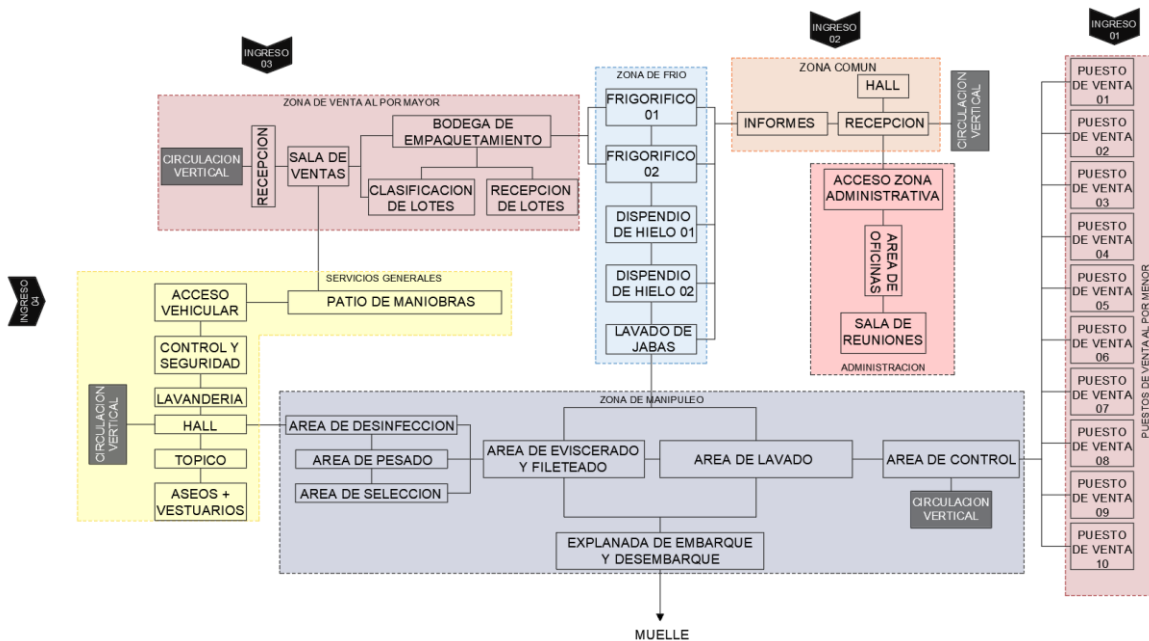 INGRESO
03
INGRESO
02
INGRESO
01
ZONA DE VENTA AL POR MAYOR
CIRCULACION
VERTICAL
RECEPCION
SALA DE
VENTAS
BODEGA DE
EMPAQUETAMIENTO
CLASIFICACION
DE LOTES
RECEPCION
DE LOTES
ZONA DE FRIO
FRIGORIFICO
01
FRIGORIFICO
02
DISPENDIO
DE HIELO 01
DISPENDIO
DE HIELO 02
LAVADO DE
JABAS
ZONA COMUN
HALL
INFORMES
RECEPCION
CIRCULACION
VERTICAL
ACCESO ZONA
ADMINISTRATIVA
AREA DE
OFICINAS
SALA DE
REUNIONES
ADMINISTRACION
PUESTO
DE VENTA
01
PUESTO
DE VENTA
02
PUESTO
DE VENTA
03
PUESTO
DE VENTA
04
PUESTO
DE VENTA
05
PUESTO
DE VENTA
06
PUESTO
DE VENTA
07
PUESTO
DE VENTA
08
PUESTO
DE VENTA
09
PUESTO
DE VENTA
10
PUESTOS DE VENTA AL POR MENOR
INGRESO
04
SERVICIOS GENERALES
ACCESO
VEHICULAR
PATIO DE MANIOBRAS
CONTROL Y
SEGURIDAD
LAVANDERIA
HALL
CIRCULACION
VERTICAL
TOPICO
ASEOS +
VESTUARIOS
ZONA DE MANIPULEO
AREA DE DESINFECCION
AREA DE PESADO
AREA DE SELECCION
AREA DE EVISCERADO
Y FILETEADO
AREA DE LAVADO
AREA DE CONTROL
CIRCULACION
VERTICAL
EXPLANADA DE EMBARQUE
Y DESEMBARQUE
MUELLE